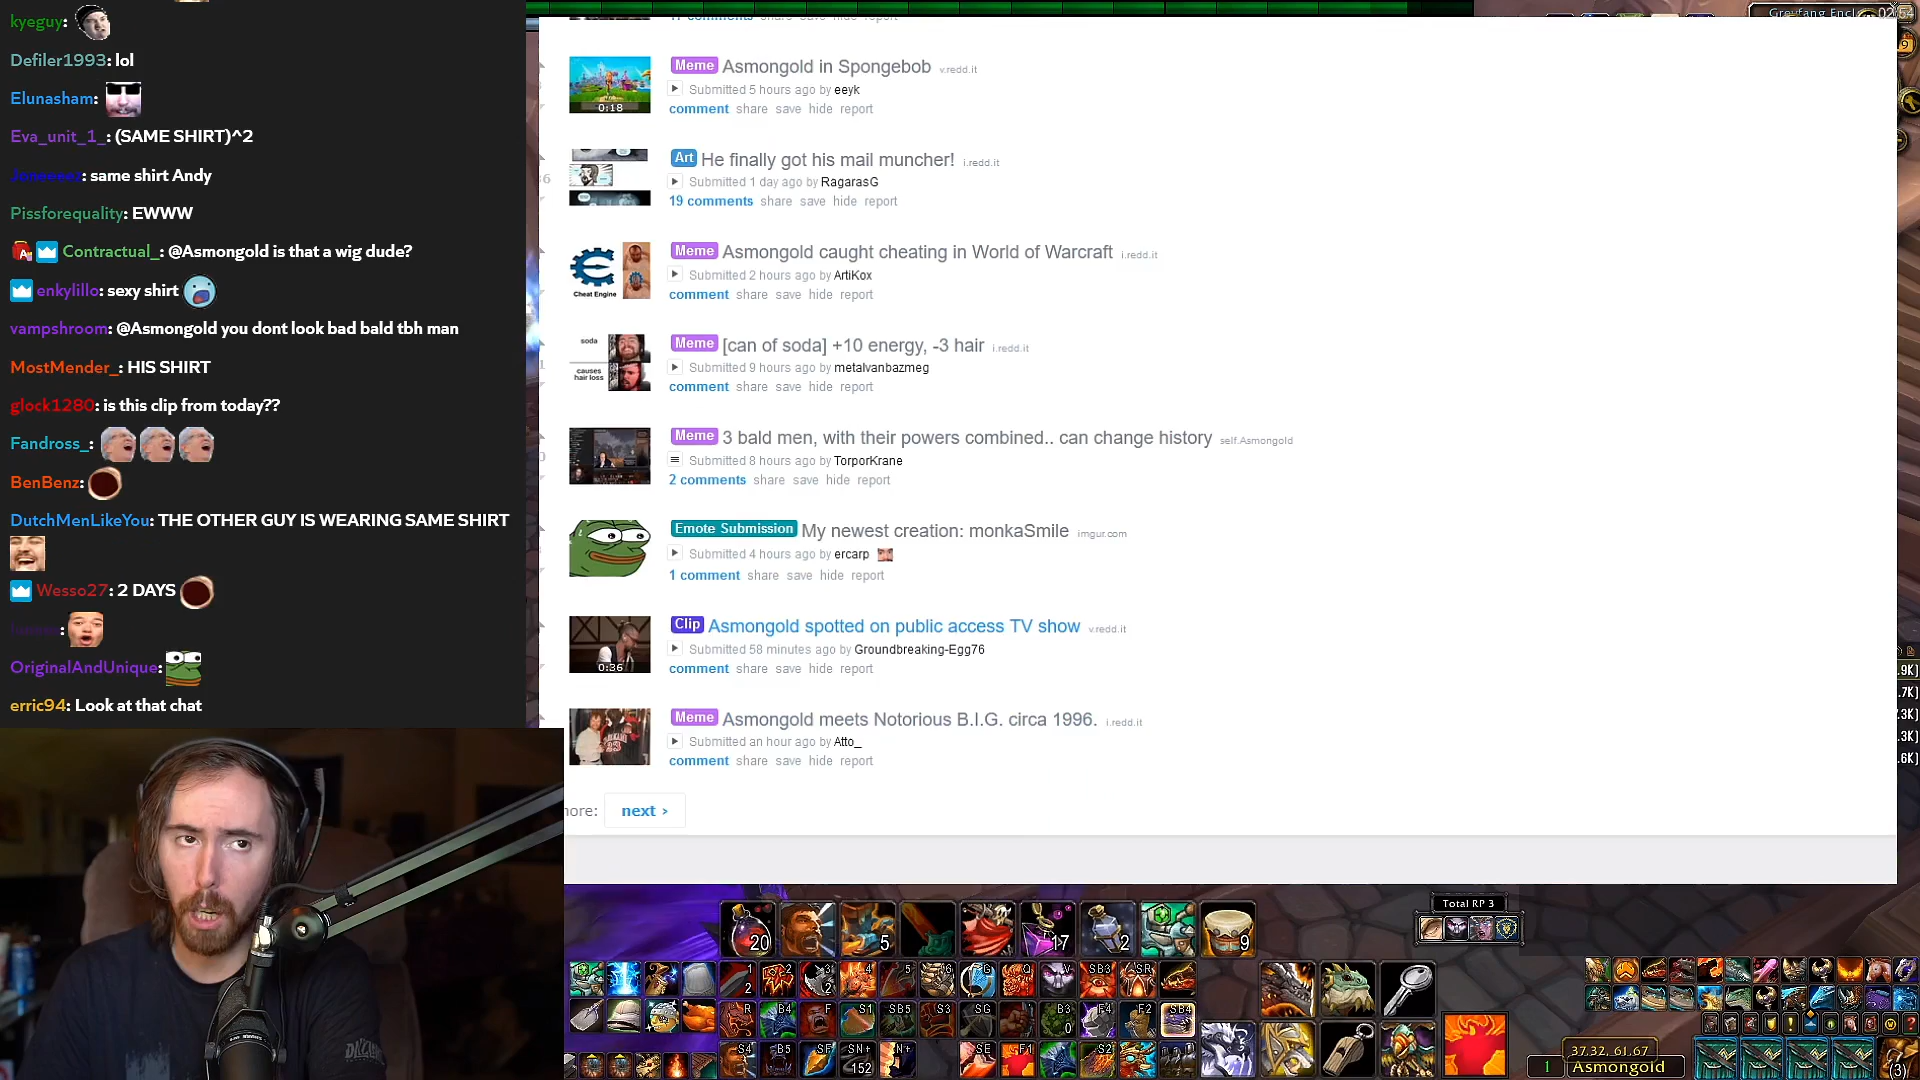 kyeguy:
Defiler1993: lol
Elunasham:
Eva_unit_1_: (SAME SHIRT)^2
same shirt Andy
Pissforequality: EWWW
Contractual_: @Asmongold is that a wig dude?
enkylillo: sexy shirt
vampshroom: @Asmongold you dont look bad bald tbh man
MostMender_: HIS SHIRT
glock1280: is this clip from today??
Fandross_:
BenBenz:
DutchMenLikeYou: THE OTHER GUY IS WEARING SAME SHIRT
Wesso27: 2 DAYS
OriginalAndUnique:
erric94: Look at that chat
comments share save hide report
Meme Asmongold in Spongebob v.redd.it
Submitted 5 hours ago by eeyk
comment share save hide report
0:18
Art He finally got his mail muncher! i.redd.it
Submitted 1 day ago by RagarasG
19 comments share save hide report
Meme Asmongold caught cheating in World of Warcraft i.redd.it
Submitted 2 hours ago by ArtiKox
comment share save hide report
Cheat Engine
Meme [can of soda] +10 energy, -3 hair i.redd.it
Submitted 9 hours ago by metalvanbazmeg
comment share save hide report
soda
causes
hair loss
Meme 3 bald men, with their powers combined.. can change history self.Asmongold
Submitted 8 hours ago by TorporKrane
2 comments share save hide report
Emote Submission My newest creation: monkaSmile imgur.com
Submitted 4 hours ago by ercarp
1 comment share save hide report
Clip Asmongold spotted on public access TV show v.redd.it
Submitted 58 minutes ago by Groundbreaking-Egg76
comment share save hide report
0:36
Meme Asmongold meets Notorious B.I.G. circa 1996. i.redd.it
Submitted an hour ago by Atto_
comment share save hide report
next ›
Total RP 3
20 5 17 2 9
37.32, 61.67
1 Asmongold
(3)